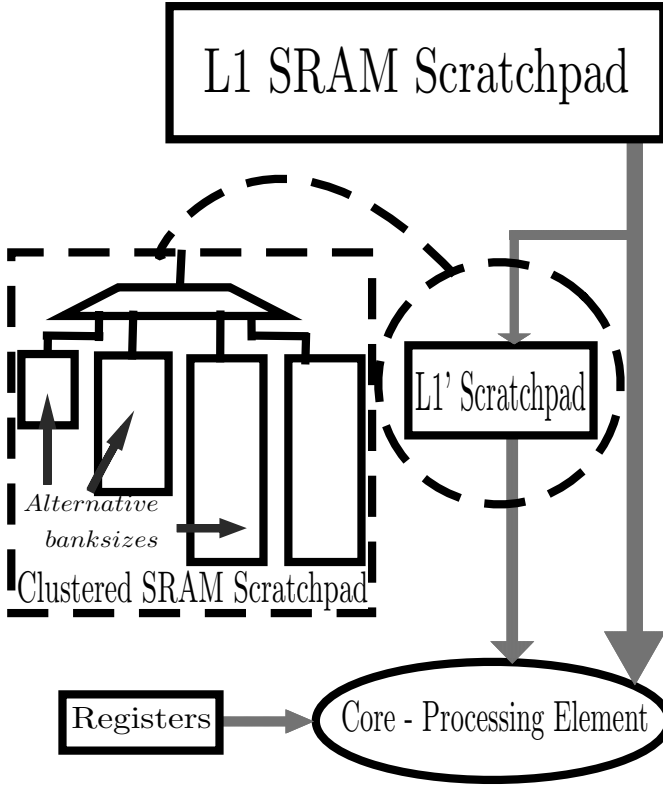 L1 SRAM Scratchpad
L1' Scratchpad
Alternative
banksizes
Clustered SRAM Scratchpad
Registers
Core - Processing Element